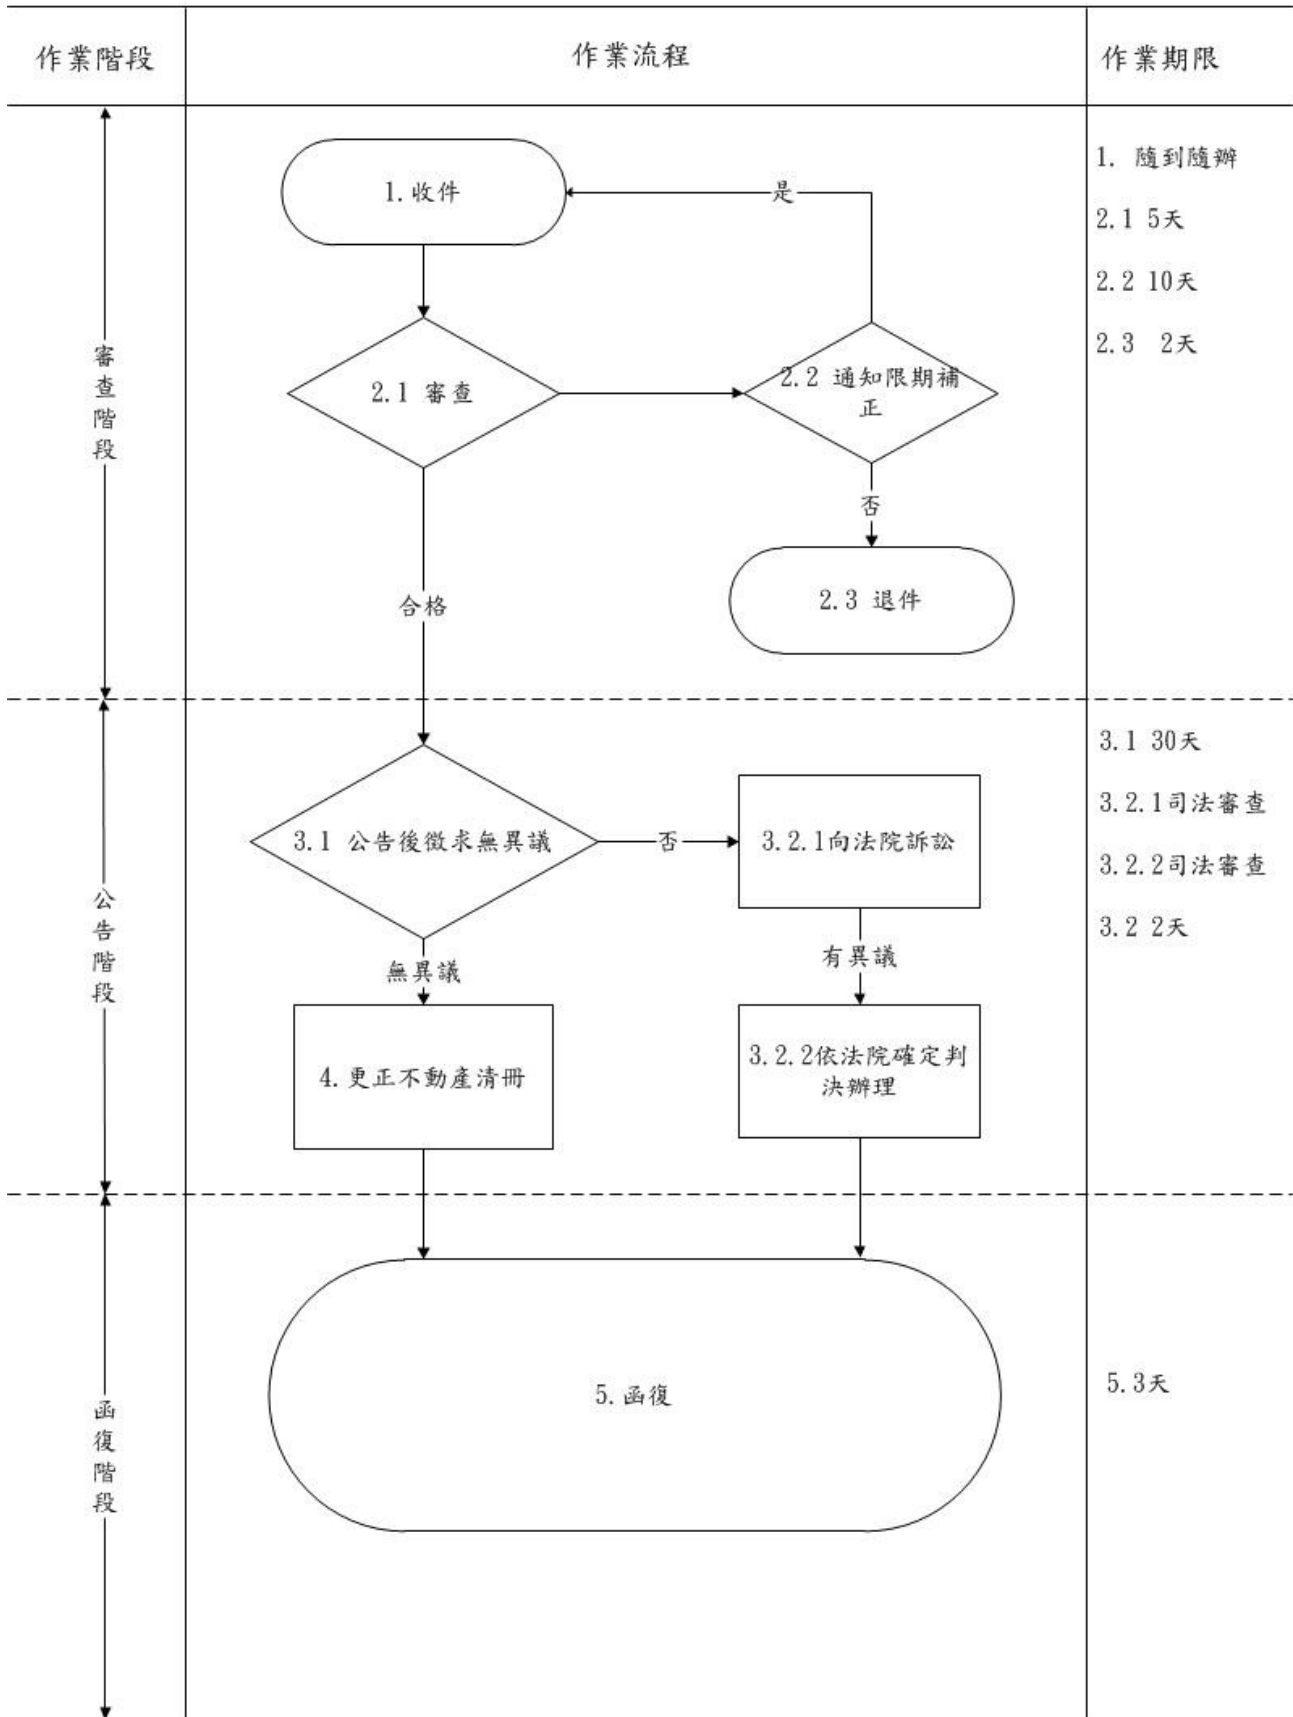 作業階段
作業流程
作業期限
1.收件
是
1. 隨到隨辦
2.1 5天
2.2 10天
2.3 2天
審
查
階
段
2.1 審查
2.2 通知限期補
正
否
2.3 退件
合格
3.1 30天
3.2.1司法審查
3.2.2司法審查
3.2 2天
公
告
階
段
3.1 公告後徵求無異議
否
3.2.1向法院訴訟
無異議
有異議
4.更正不動產清冊
3.2.2依法院確定判
決辦理
函
復
階
段
5.函復
5.3天